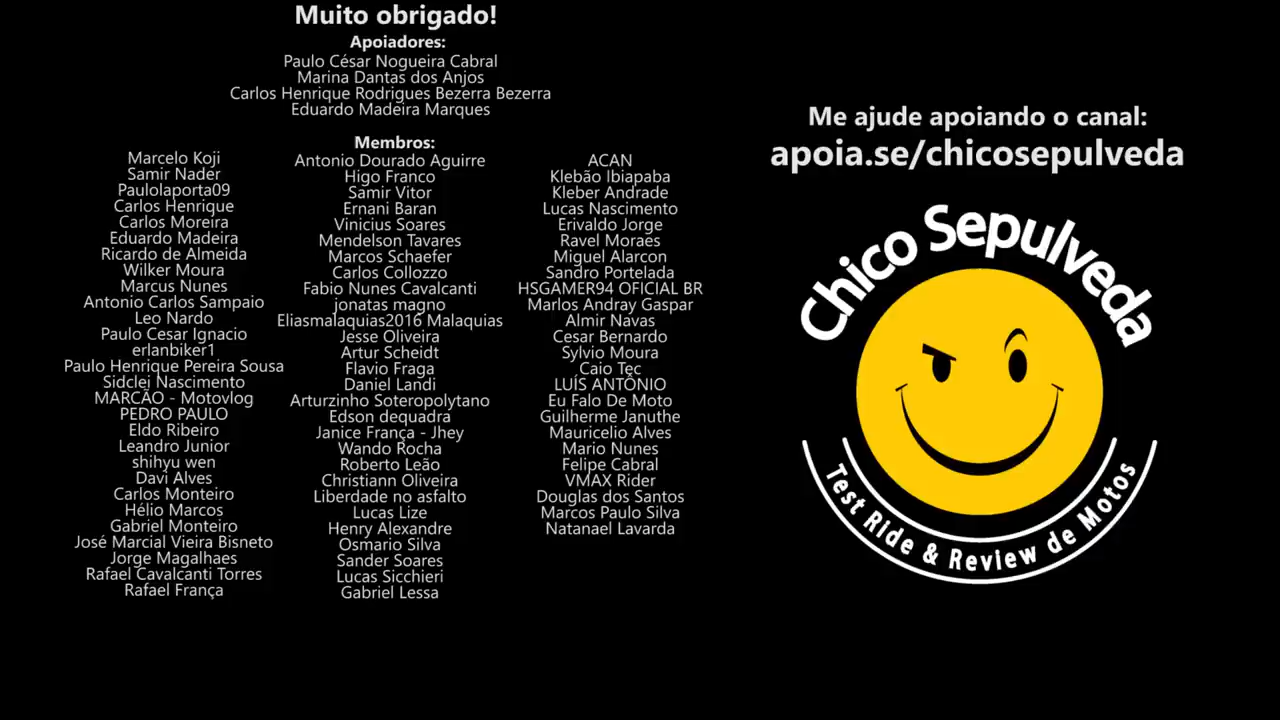 Muito obrigado!
Apoiadores:
Paulo César Nogueira Cabral
Marina Dantas dos Anjos
Carlos Henrique Rodrigues Bezerra Bezerra
Eduardo Madeira Marques
Membros:
Marcelo Koji
Samir Nader
Paulolaporta09
Carlos Henrique
Carlos Moreira
Eduardo Madeira
Ricardo de Almeida
Wilker Moura
Marcus Nunes
Antonio Carlos Sampaio
Leo Nardo
Paulo Cesar Ignacio
erlanbiker1
Paulo Henrique Pereira Sousa
Sidclei Nascimento
MARCÃO - Motovlog
PEDRO PAULO
Eldo Ribeiro
Leandro Junior
shihyu wen
Davi Alves
Carlos Monteiro
Hélio Marcos
Gabriel Monteiro
José Marcial Vieira Bisneto
Jorge Magalhaes
Rafael Cavalcanti Torres
Rafael França
Antonio Dourado Aguirre
Higo Franco
Samir Vitor
Ernani Baran
Vinicius Soares
Mendelson Tavares
Marcos Schaefer
Carlos Collozzo
Fabio Nunes Cavalcanti
jonatas magno
Eliasmalaquias2016 Malaquias
Jesse Oliveira
Artur Scheidt
Flavio Fraga
Daniel Landi
Arturzinho Soteropolytano
Edson dequadra
Janice França - Jhey
Wando Rocha
Roberto Leão
Christiann Oliveira
Liberdade no asfalto
Lucas Lize
Henry Alexandre
Osmario Silva
Sander Soares
Lucas Sicchieri
Gabriel Lessa
ACAN
Klebão Ibiapaba
Kleber Andrade
Lucas Nascimento
Erivaldo Jorge
Ravel Moraes
Miguel Alarcon
Sandro Portelada
HSGAMER94 OFICIAL BR
Marlos Andray Gaspar
Almir Navas
Cesar Bernardo
Sylvio Moura
Caio Tec
LUÍS ANTÔNIO
Eu Falo De Moto
Guilherme Januthe
Mauricelio Alves
Mario Nunes
Felipe Cabral
VMAX Rider
Douglas dos Santos
Marcos Paulo Silva
Natanael Lavarda
Me ajude apoiando o canal:
apoia.se/chicosepulveda
Chico Sepulveda
Test Ride & Review de Motos